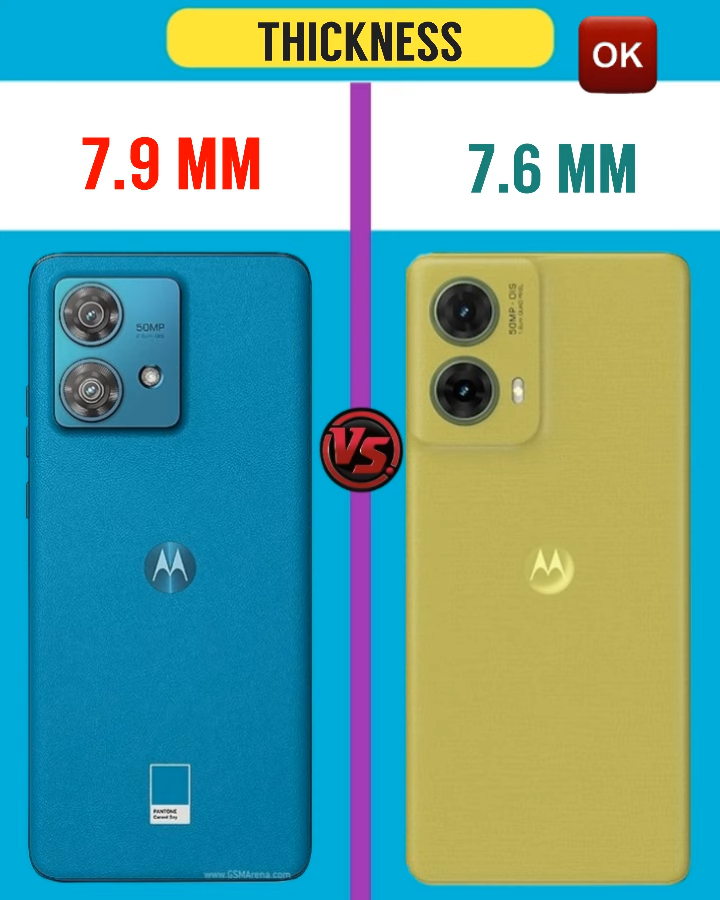 THICKNESS
OK
7.9 MM
7.6 MM
50MP
50MP - OIS
VS.
PANTONE
www.GSMArena.com